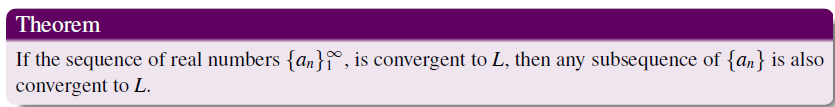 Theorem
If the sequence of real numbers {aₙ}₁^∞, is convergent to L, then any subsequence of {aₙ} is also
convergent to L.